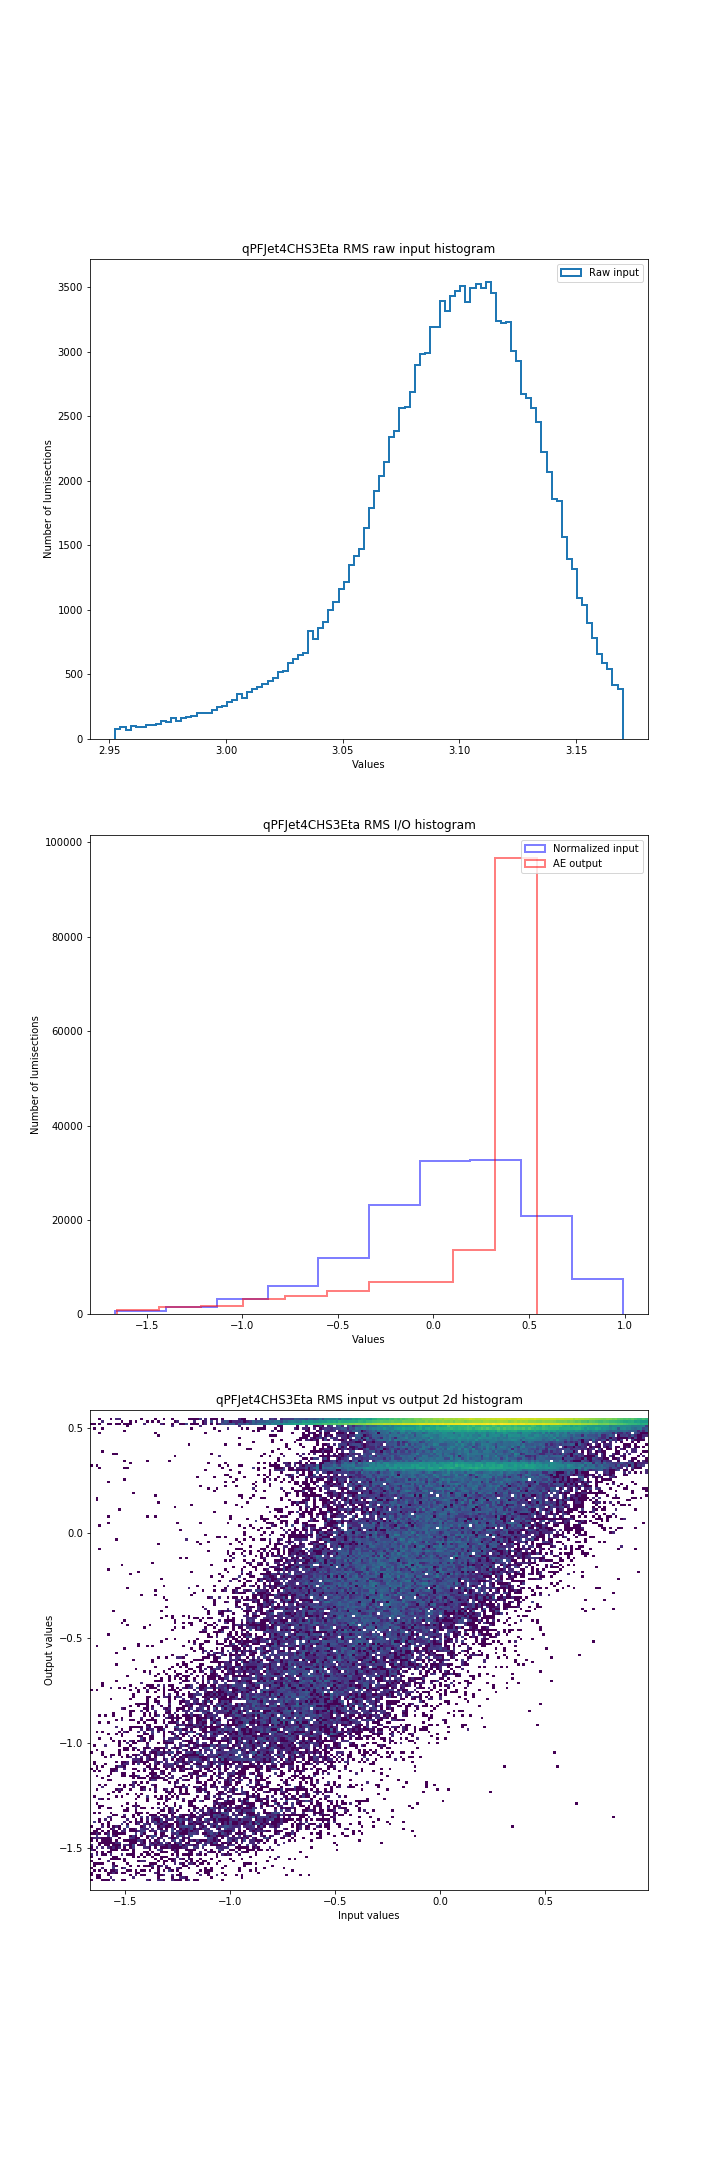 qPFJet4CHS3Eta RMS raw input histogram
Raw input
3500
3000
2500
2000
1500
1000
500
0
Number of lumisections
2.95 3.00 3.05 3.10 3.15
Values
qPFJet4CHS3Eta RMS I/O histogram
Normalized input
AE output
100000
80000
60000
40000
20000
0
Number of lumisections
−1.5 −1.0 −0.5 0.0 0.5 1.0
Values
qPFJet4CHS3Eta RMS input vs output 2d histogram
0.5
0.0
−0.5
−1.0
−1.5
Output values
−1.5 −1.0 −0.5 0.0 0.5
Input values